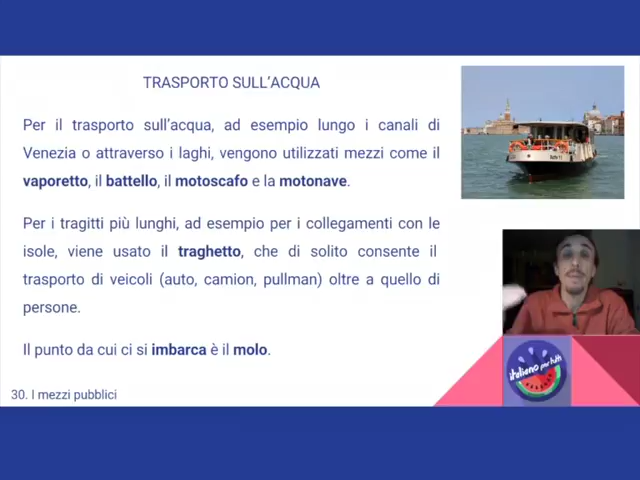 TRASPORTO SULL'ACQUA
Per il trasporto sull'acqua, ad esempio lungo i canali di
Venezia o attraverso i laghi, vengono utilizzati mezzi come il
vaporetto, il battello, il motoscafo e la motonave.
Per i tragitti più lunghi, ad esempio per i collegamenti con le
isole, viene usato il traghetto, che di solito consente il
trasporto di veicoli (auto, camion, pullman) oltre a quello di
persone.
Il punto da cui ci si imbarca è il molo.
italiano per tutti
30. I mezzi pubblici